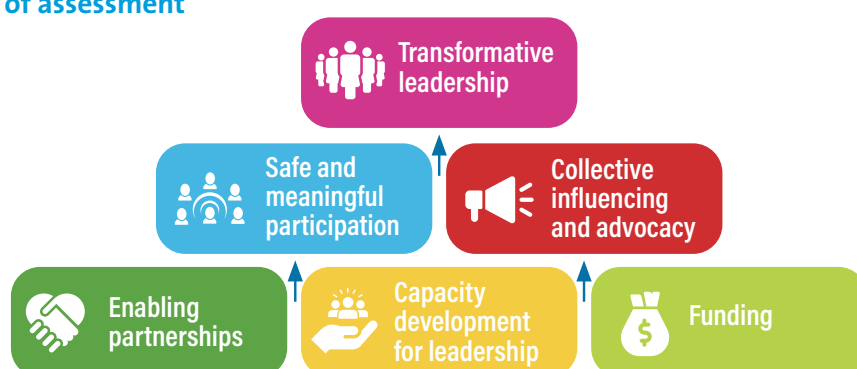 of assessment
Transformative
leadership
Safe and
meaningful
participation
Collective
influencing
and advocacy
Enabling
partnerships
Capacity
development
for leadership
Funding
$